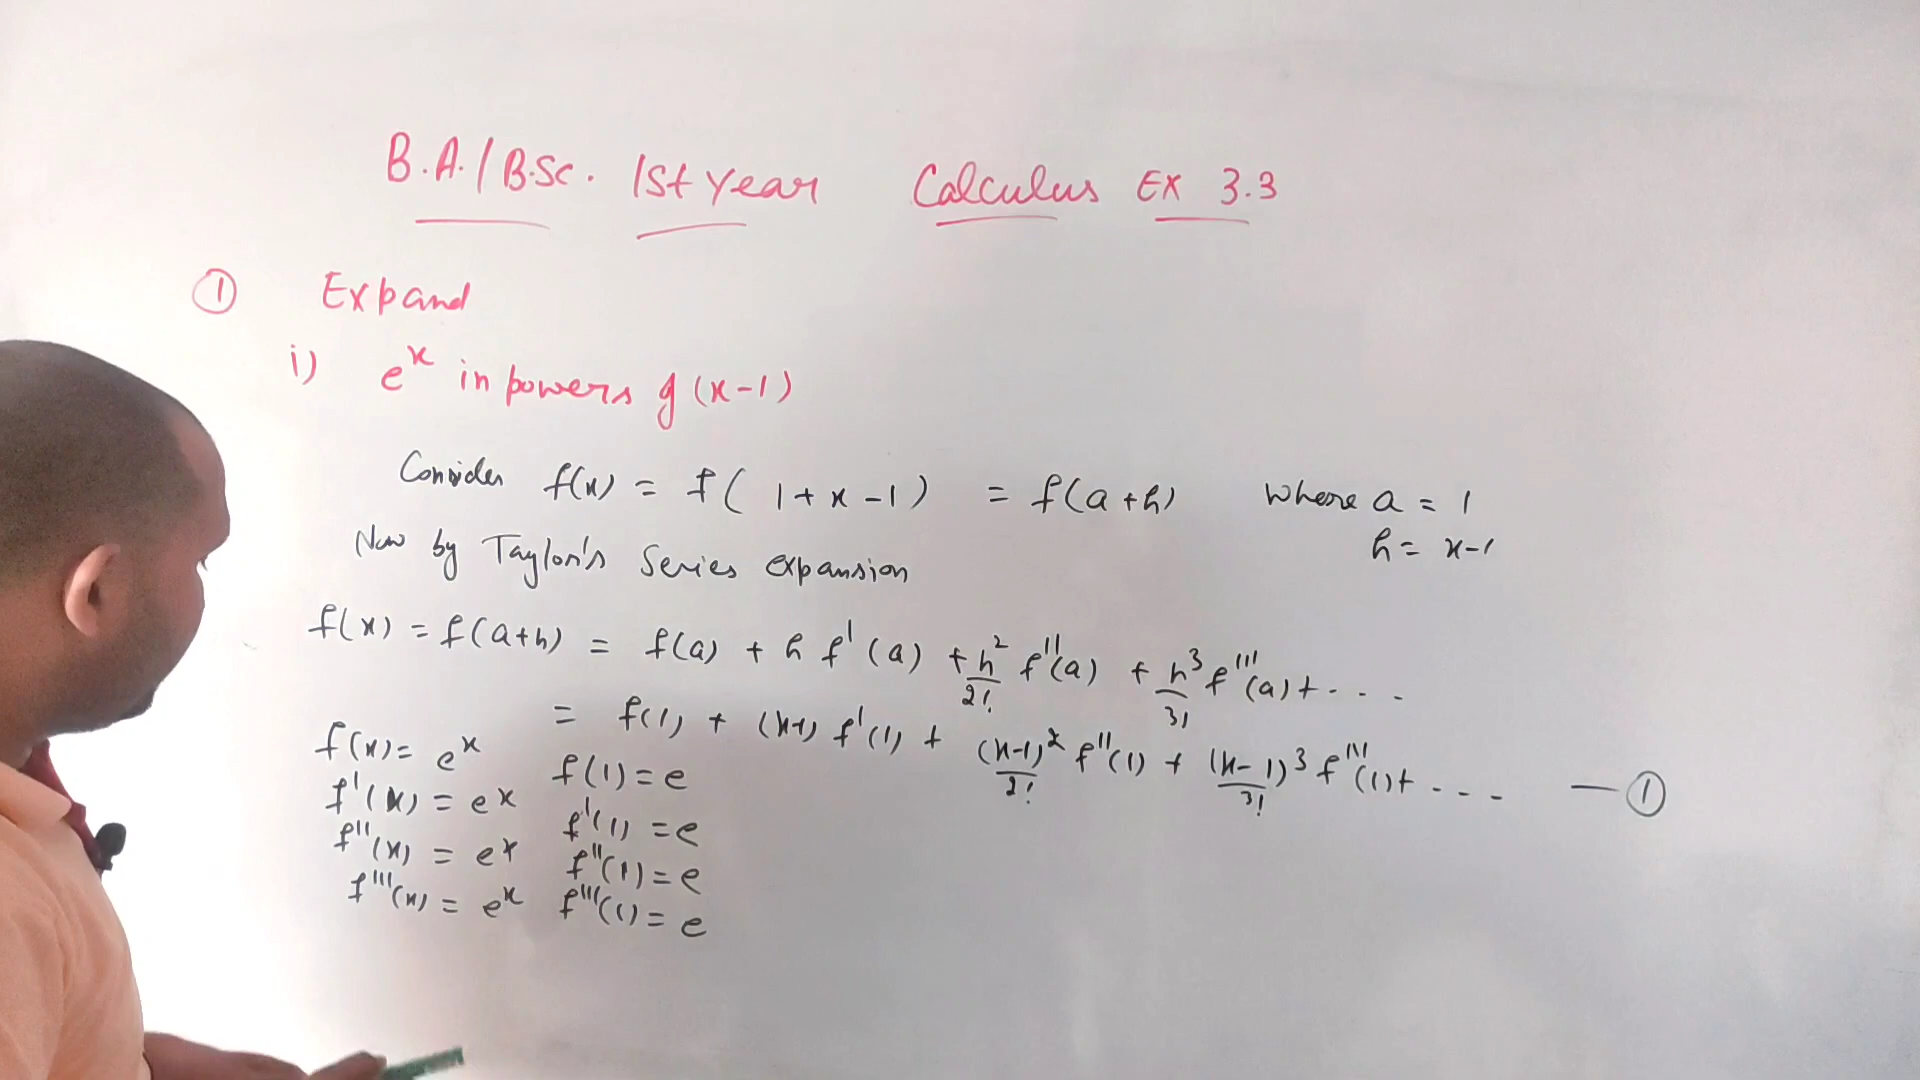 B.A./B.Sc. 1st year Calculus EX 3.3
① Expand
i) e^x in powers of (x-1)
Consider f(x) = f(1+x-1) = f(a+h) where a = 1
h = x-1
Now by Taylor's Series expansion
f(x) = f(a+h) = f(a) + h f'(a) + h²/2! f''(a) + h³/3! f'''(a) + ....
= f(1) + (x-1) f'(1) + (x-1)²/2! f''(1) + (x-1)³/3! f'''(1) + .... — ①
f(x) = e^x f(1) = e
f'(x) = e^x f'(1) = e
f''(x) = e^x f''(1) = e
f'''(x) = e^x f'''(1) = e